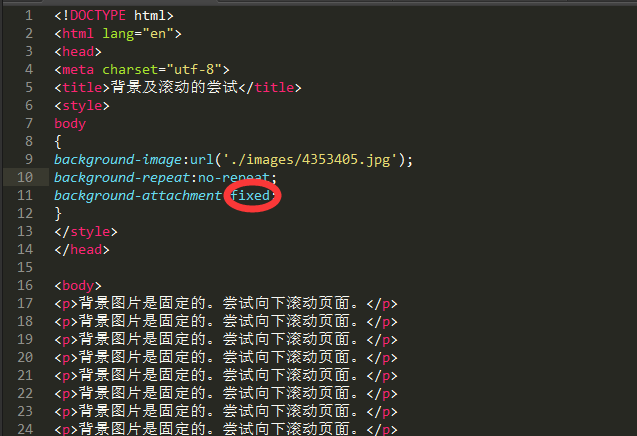 1 <!DOCTYPE html>
2 <html lang="en">
3 <head>
4 <meta charset="utf-8">
5 <title>背景及滚动的尝试</title>
6 <style>
7 body
8 {
9 background-image:url('./images/4353405.jpg');
10 background-repeat:no-repeat;
11 background-attachment:fixed;
12 }
13 </style>
14 </head>
15
16 <body>
17 <p>背景图片是固定的。尝试向下滚动页面。</p>
18 <p>背景图片是固定的。尝试向下滚动页面。</p>
19 <p>背景图片是固定的。尝试向下滚动页面。</p>
20 <p>背景图片是固定的。尝试向下滚动页面。</p>
21 <p>背景图片是固定的。尝试向下滚动页面。</p>
22 <p>背景图片是固定的。尝试向下滚动页面。</p>
23 <p>背景图片是固定的。尝试向下滚动页面。</p>
24 <p>背景图片是固定的。尝试向下滚动页面。</p>